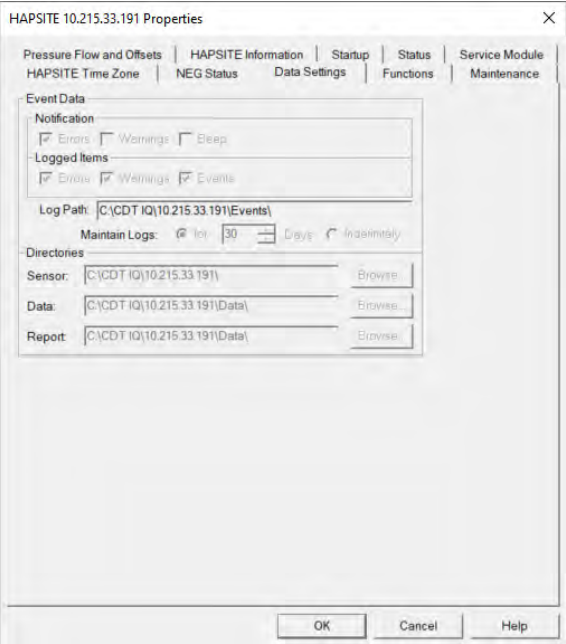 HAPSITE 10.215.33.191 Properties
Pressure Flow and Offsets HAPSITE Information Startup Status Service Module
HAPSITE Time Zone NEG Status Data Settings Functions Maintenance
Event Data
Notification
Errors Warnings Beep
Logged Items
Errors Warnings Events
Log Path: C:\CDT IQ\10.215.33.191\Events\
Maintain Logs: for 30 Days Indefinitely
Directories
Sensor: C:\CDT IQ\10.215.33.191\ Browse...
Data: C:\CDT IQ\10.215.33.191\Data\ Browse...
Report: C:\CDT IQ\10.215.33.191\Data\ Browse...
OK Cancel Help